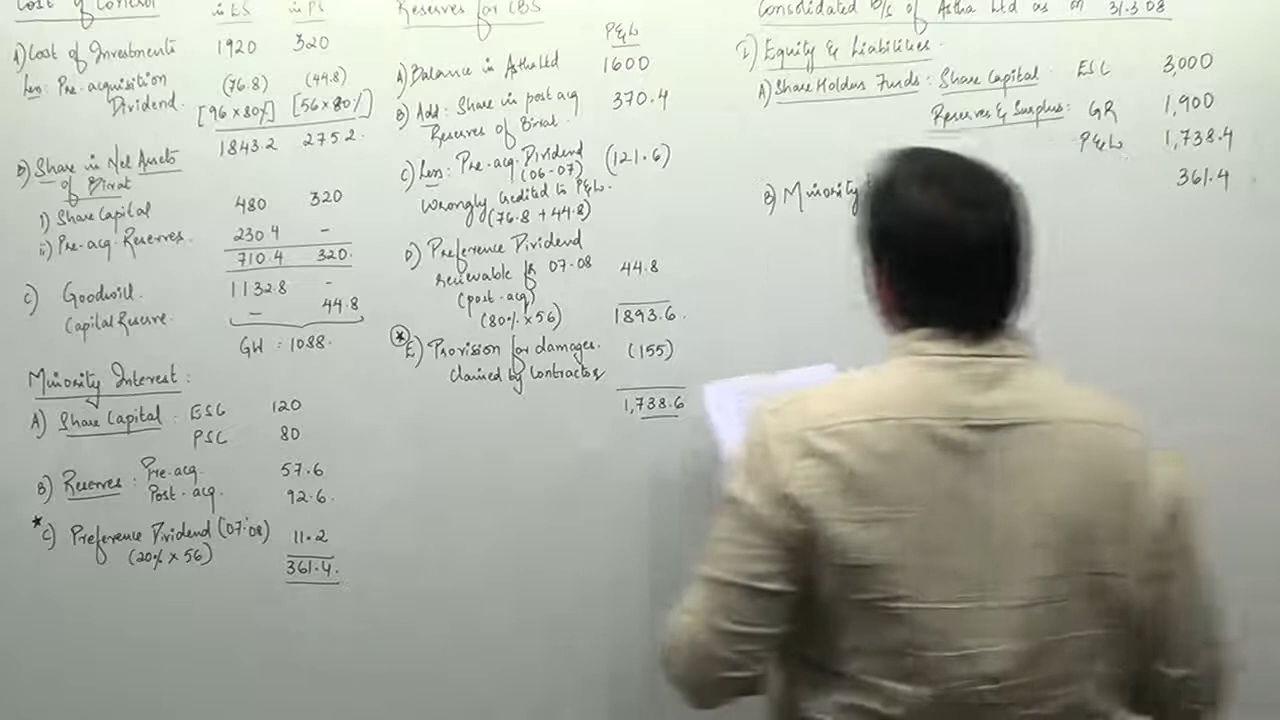 Cost of Control
in ES in PS
A) Cost of Investments 1920 320
Less: Pre-acquisition (76.8) (44.8)
Dividend. [96 x 80%] [56 x 80%]
1843.2 275.2
B) Share in Net Assets
of Birat
i) Share Capital 480 320
ii) Pre-acq. Reserves. 230.4 -
710.4 320.
C) Goodwill. 1132.8 -
Capital Reserve. - 44.8
GW : 1088.
Minority Interest :
A) Share Capital : ESC 120
PSC 80
B) Reserves : Pre-acq. 57.6
Post-acq. 92.6.
*C) Preference Dividend (07-08) 11.2
(20% x 56)
361.4.
Reserves for CBS
P&L
A) Balance in Astha Ltd 1600
B) Add: Share in post acq 370.4
Reserves of Birat.
C) Less: Pre-acq. Dividend (121.6)
(06-07)
wrongly credited to P&L.
(76.8 + 44.8)
D) Preference Dividend
receivable for 07-08 44.8
(post-acq)
(80% x 56) 1893.6.
* E) Provision for damages. (155)
claimed by Contractor
1,738.6
Consolidated B/S of Astha Ltd as on 31.3.08
I) Equity & Liabilities.
A) Share Holders Funds: Share Capital ESC 3,000
Reserves & Surplus: GR 1,900
P&L 1,738.4
B) Minority 361.4